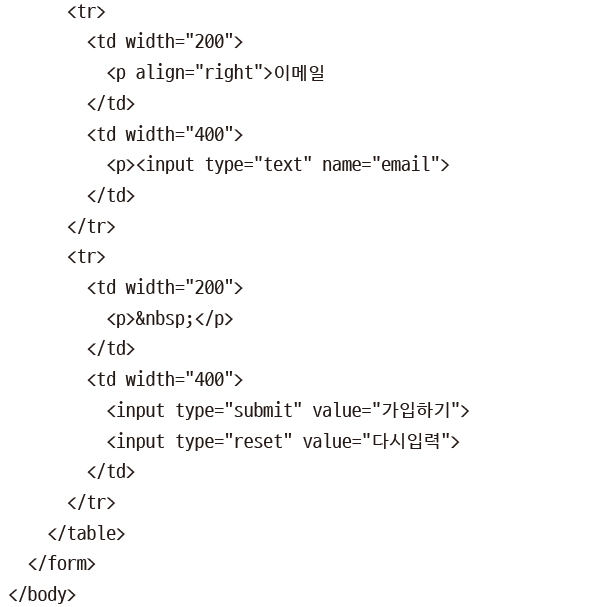 <tr>
<td width="200">
<p align="right">이메일
</td>
<td width="400">
<p><input type="text" name="email">
</td>
</tr>
<tr>
<td width="200">
<p>&nbsp;</p>
</td>
<td width="400">
<input type="submit" value="가입하기">
<input type="reset" value="다시입력">
</td>
</tr>
</table>
</form>
</body>